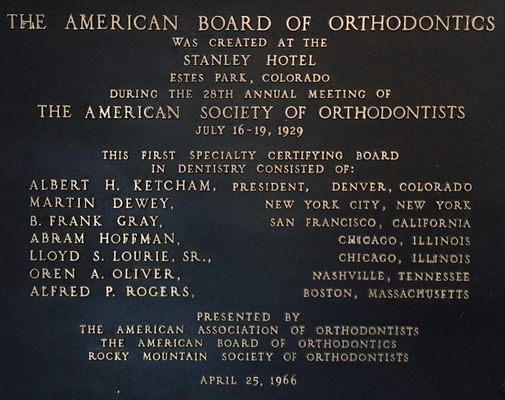 THE AMERICAN BOARD OF ORTHODONTICS
WAS CREATED AT THE
STANLEY HOTEL
ESTES PARK, COLORADO
DURING THE 28TH ANNUAL MEETING OF
THE AMERICAN SOCIETY OF ORTHODONTISTS
JULY 16-19, 1929
THIS FIRST SPECIALTY CERTIFYING BOARD
IN DENTISTRY CONSISTED OF:
ALBERT H. KETCHAM, PRESIDENT, DENVER, COLORADO
MARTIN DEWEY, NEW YORK CITY, NEW YORK
B. FRANK GRAY, SAN FRANCISCO, CALIFORNIA
ABRAM HOFFMAN, CHICAGO, ILLINOIS
LLOYD S. LOURIE, SR., CHICAGO, ILLINOIS
OREN A. OLIVER, NASHVILLE, TENNESSEE
ALFRED P. ROGERS, BOSTON, MASSACHUSETTS
PRESENTED BY
THE AMERICAN ASSOCIATION OF ORTHODONTISTS
THE AMERICAN BOARD OF ORTHODONTICS
ROCKY MOUNTAIN SOCIETY OF ORTHODONTISTS
APRIL 25, 1966